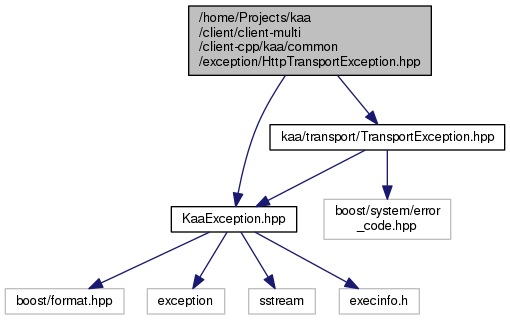 /home/Projects/kaa
/client/client-multi
/client-cpp/kaa/common
/exception/HttpTransportException.hpp
kaa/transport/TransportException.hpp
KaaException.hpp
boost/system/error
_code.hpp
boost/format.hpp
exception
sstream
execinfo.h